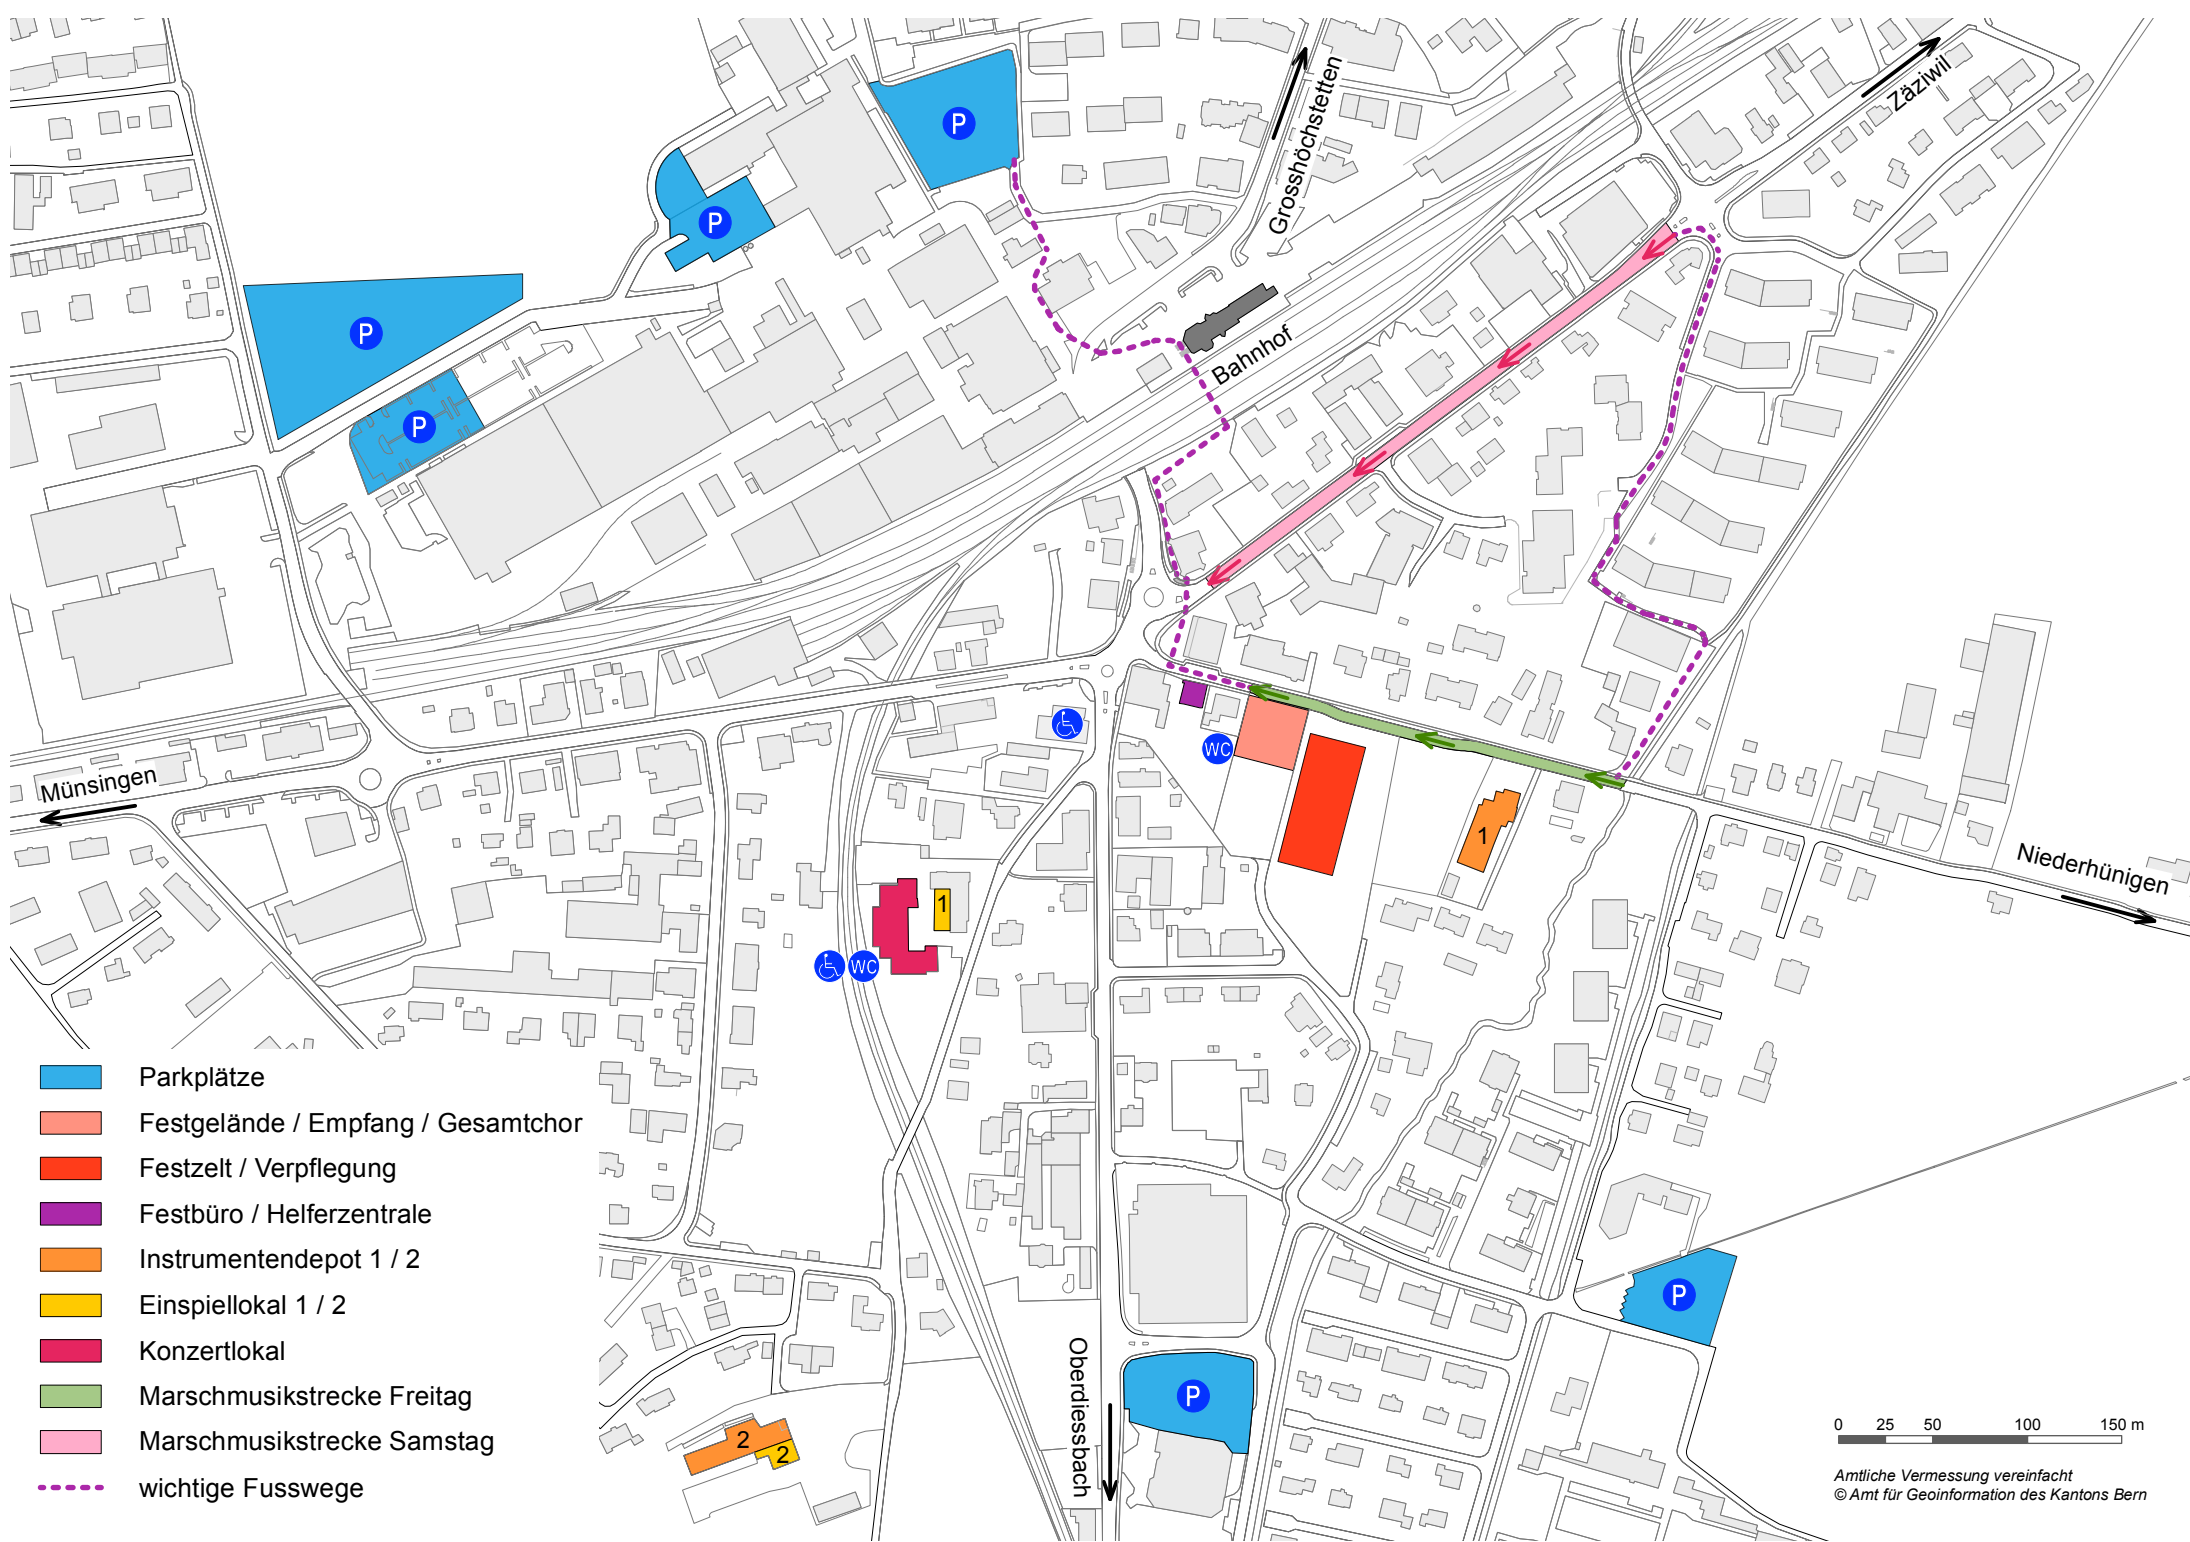 P
P
P
P
Grosshöchstetten
Zäziwil
Bahnhof
WC
Münsingen
1
Niederhünigen
1
WC
Parkplätze
Festgelände / Empfang / Gesamtchor
Festzelt / Verpflegung
Festbüro / Helferzentrale
Instrumentendepot 1 / 2
Einspiellokal 1 / 2
Konzertlokal
Marschmusikstrecke Freitag
Marschmusikstrecke Samstag
wichtige Fusswege
P
Oberdiessbach
P
2
2
0 25 50 100 150 m
Amtliche Vermessung vereinfacht
© Amt für Geoinformation des Kantons Bern